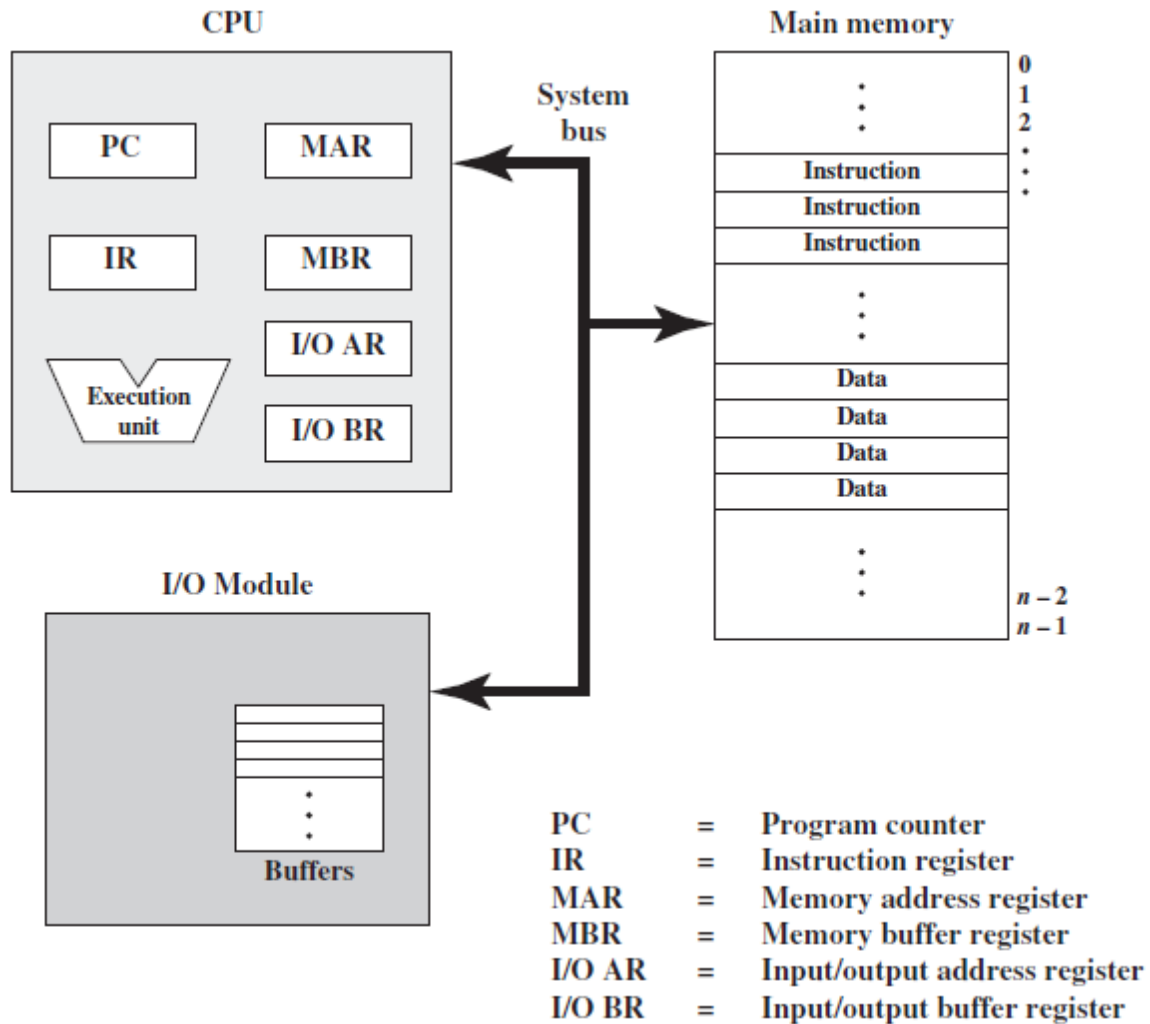 CPU
PC
MAR
IR
MBR
I/O AR
Execution
unit
I/O BR
System
bus
Main memory
0
1
2
Instruction
Instruction
Instruction
Data
Data
Data
Data
n – 2
n – 1
I/O Module
Buffers
PC = Program counter
IR = Instruction register
MAR = Memory address register
MBR = Memory buffer register
I/O AR = Input/output address register
I/O BR = Input/output buffer register